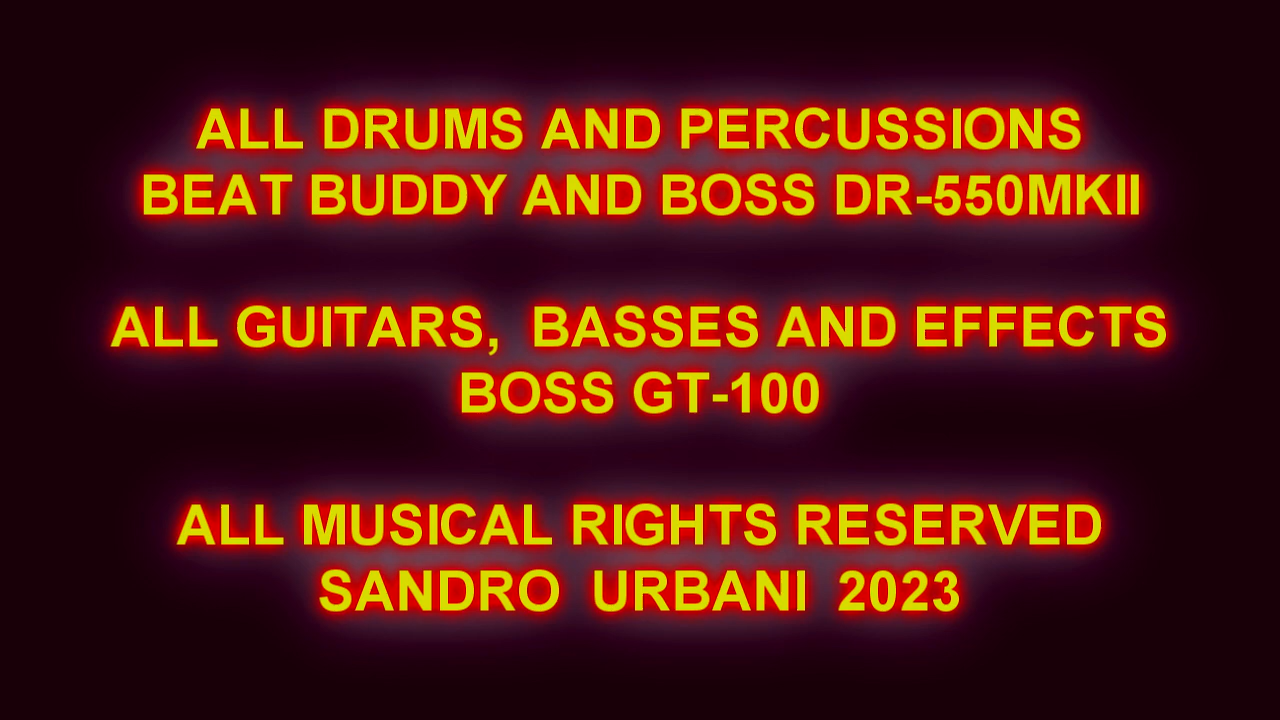 ALL DRUMS AND PERCUSSIONS
BEAT BUDDY AND BOSS DR-550MKII
ALL GUITARS,  BASSES AND EFFECTS
BOSS GT-100
ALL MUSICAL RIGHTS RESERVED
SANDRO  URBANI  2023